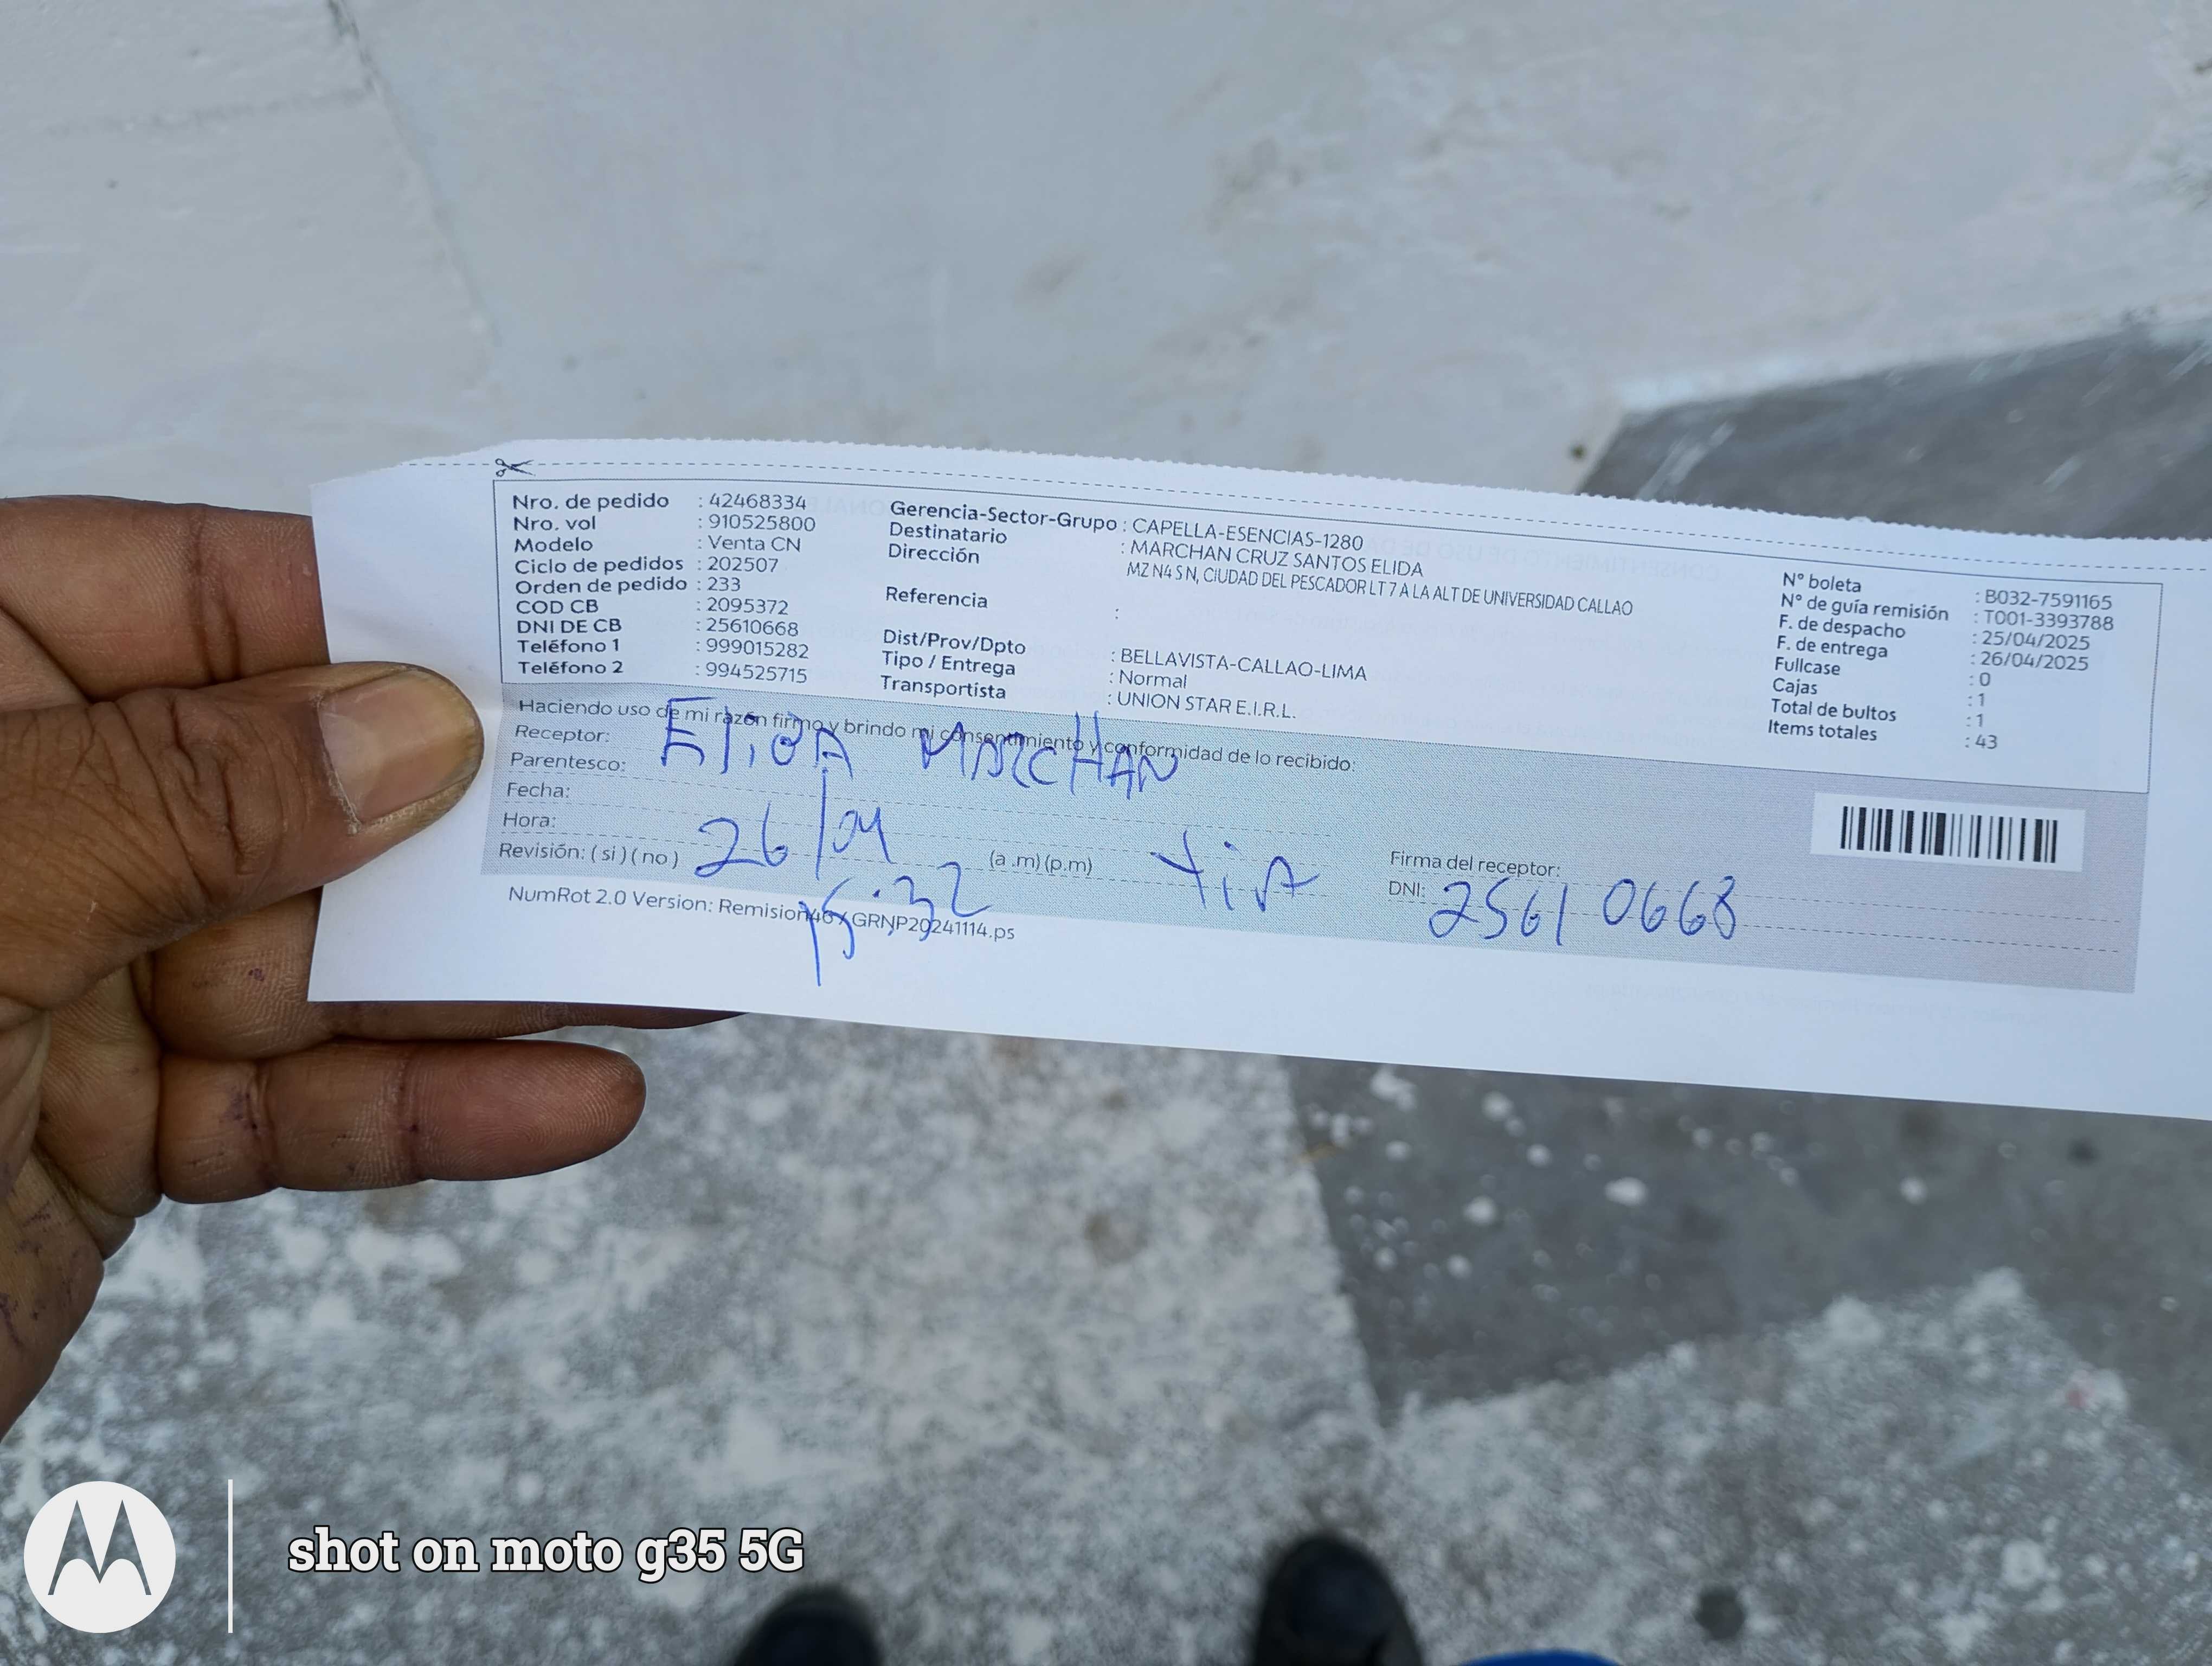 Nro. de pedido : 42468334
Nro. vol : 910525800
Modelo : Venta CN
Ciclo de pedidos : 202507
Orden de pedido : 233
COD CB : 2095372
DNI DE CB : 25610668
Teléfono 1 : 999015282
Teléfono 2 : 994525715
Gerencia-Sector-Grupo : CAPELLA-ESENCIAS-1280
Destinatario : MARCHAN CRUZ SANTOS ELIDA
Dirección MZ N4 S N, CIUDAD DEL PESCADOR LT 7 A LA ALT DE UNIVERSIDAD CALLAO
Referencia :
Dist/Prov/Dpto : BELLAVISTA-CALLAO-LIMA
Tipo / Entrega : Normal
Transportista : UNION STAR E.I.R.L.
N° boleta : B032-7591165
N° de guía remisión : T001-3393788
F. de despacho : 25/04/2025
F. de entrega : 26/04/2025
Fullcase : 0
Cajas : 1
Total de bultos : 1
Items totales : 43
Haciendo uso de mi razón firmo y brindo mi consentimiento y conformidad de lo recibido:
Receptor: EliDA MARCHAN
Parentesco:
Fecha: 26/04
Hora: 15:32 (a .m) (p.m) tiA
Revisión: ( si ) ( no )
Firma del receptor:
DNI: 25610668
NumRot 2.0 Version: Remision46 / GRNP20241114.ps
shot on moto g35 5G